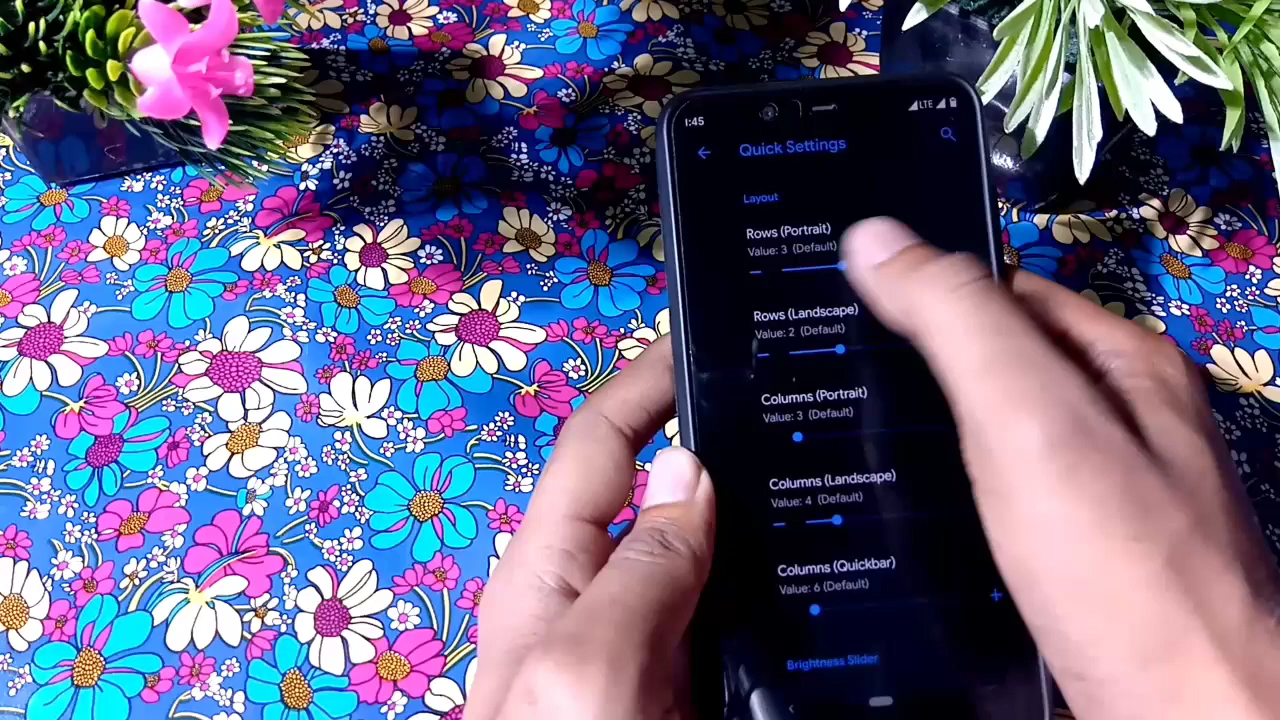 1:45
LTE
Quick Settings
Layout
Rows (Portrait)
Value: 3 (Default)
Rows (Landscape)
Value: 2 (Default)
Columns (Portrait)
Value: 3 (Default)
Columns (Landscape)
Value: 4 (Default)
Columns (Quickbar)
Value: 6 (Default)
Brightness Slider